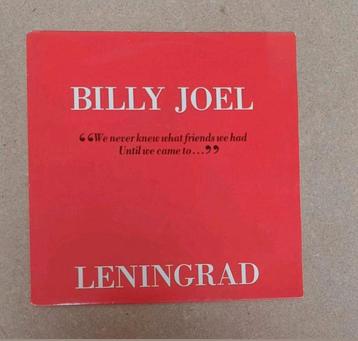 BILLY JOEL
“We never knew what friends we had
Until we came to...”
LENINGRAD